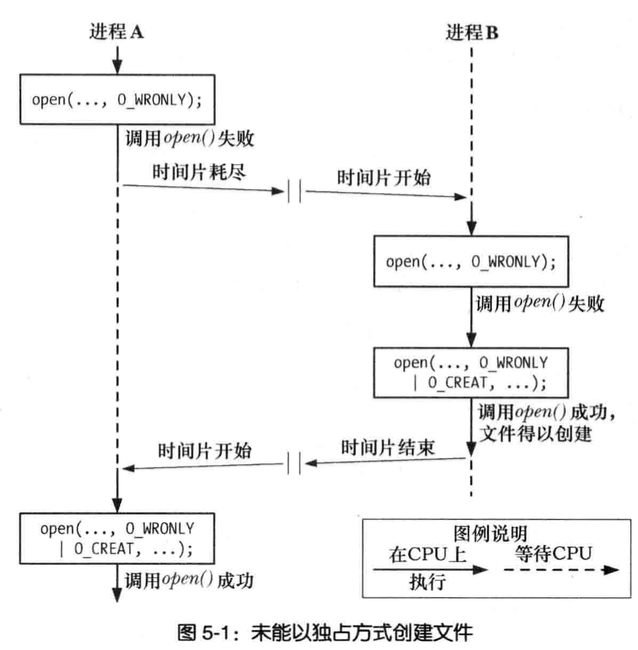 进程A
进程B
open(..., O_WRONLY);
调用open()失败
时间片耗尽
时间片开始
open(..., O_WRONLY);
调用open()失败
open(..., O_WRONLY
| O_CREAT, ...);
调用open()成功，
文件得以创建
时间片开始
时间片结束
open(..., O_WRONLY
| O_CREAT, ...);
调用open()成功
图例说明
在CPU上
执行
等待CPU
图 5-1：未能以独占方式创建文件